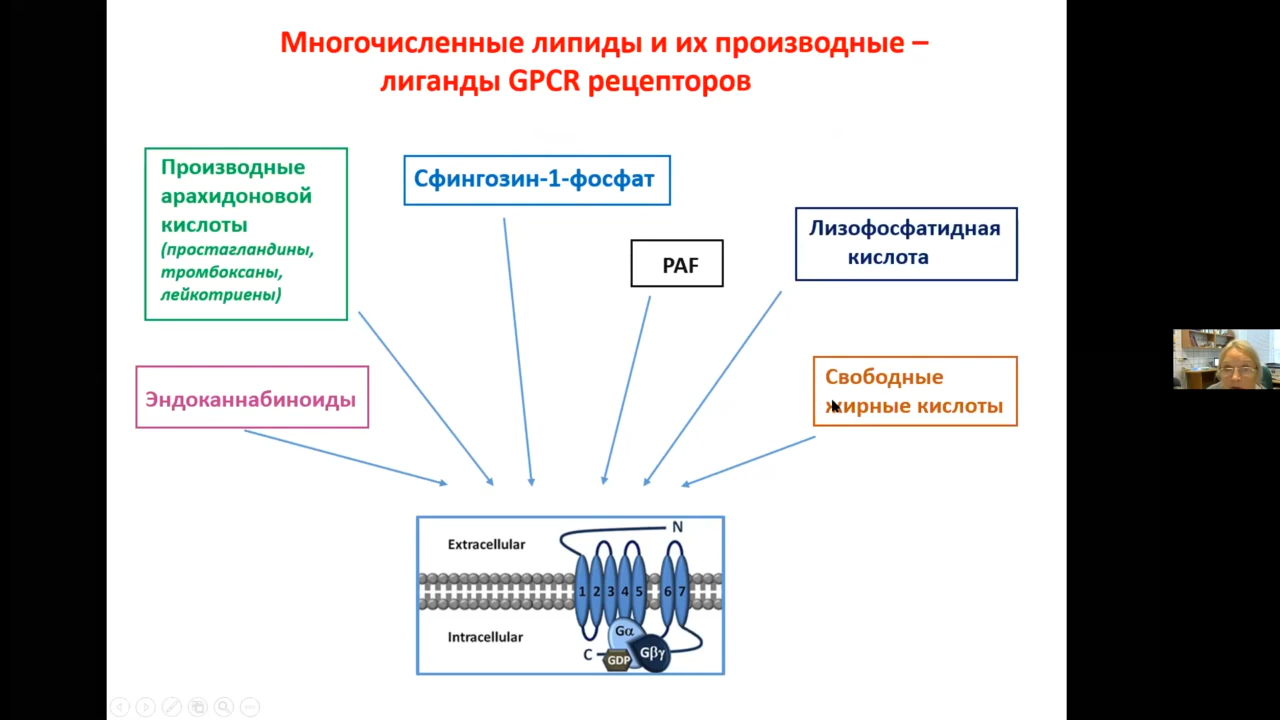 Многочисленные липиды и их производные –
лиганды GPCR рецепторов
Производные
арахидоновой
кислоты
(простагландины,
тромбоксаны,
лейкотриены)
Сфингозин-1-фосфат
PAF
Лизофосфатидная
кислота
Эндоканнабиноиды
Свободные
жирные кислоты
N
Extracellular
1 2 3 4 5 6 7
Intracellular
Gα
C
GDP
Gβγ